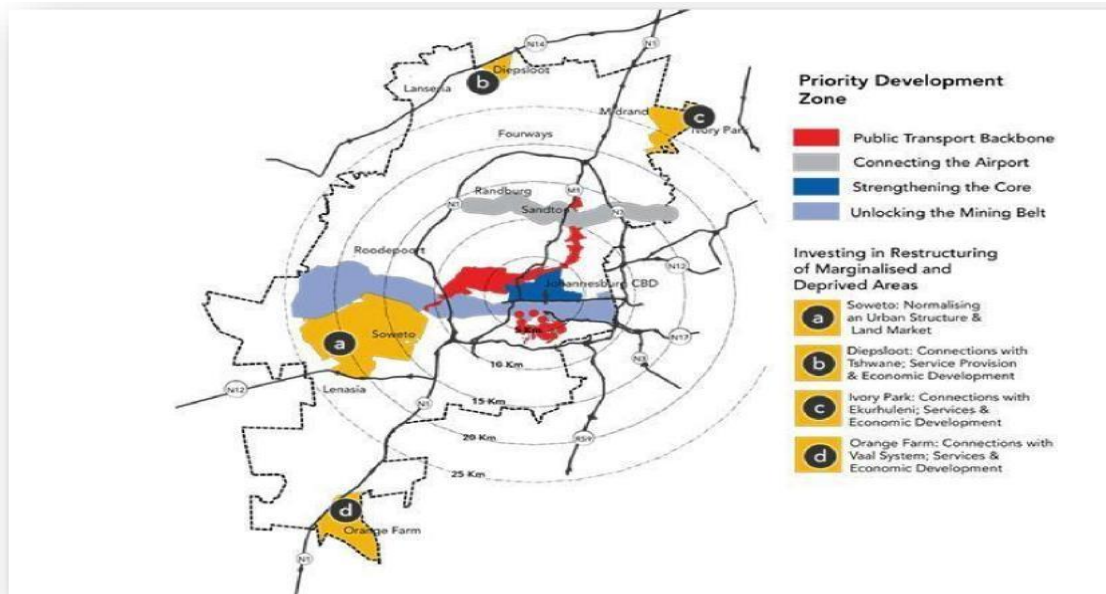 N14
N1
Diepsloot
b
Lanseria
Midrand
c
Ivory Park
Fourways
Randburg
M1
N1
Sandton
N3
Roodepoort
N12
Johannesburg CBD
5 Km
Soweto
a
N17
10 Km
N3
N12
Lenasia
N1
15 Km
20 Km
R59
25 Km
d
Orange Farm
N1
Priority Development
Zone
Public Transport Backbone
Connecting the Airport
Strengthening the Core
Unlocking the Mining Belt
Investing in Restructuring
of Marginalised and
Deprived Areas
a
Soweto: Normalising
an Urban Structure &
Land Market
b
Diepsloot: Connections with
Tshwane; Service Provision
& Economic Development
c
Ivory Park: Connections with
Ekurhuleni; Services &
Economic Development
d
Orange Farm: Connections with
Vaal System; Services &
Economic Development